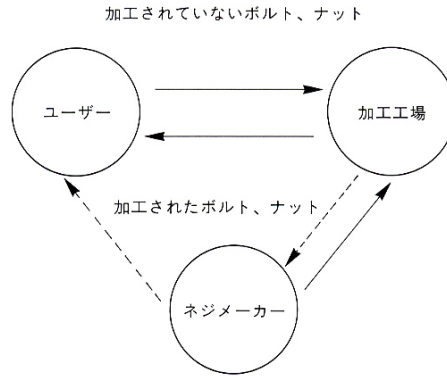 加工されていないボルト、ナット
ユーザー
加工工場
加工されたボルト、ナット
ネジメーカー